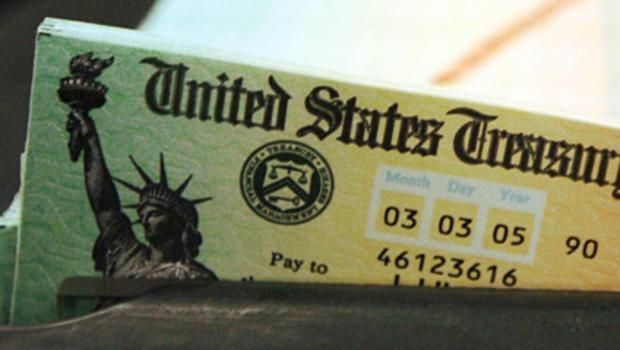 United States Treasury
Month Day Year
03 03 05 90
Pay to
46123616